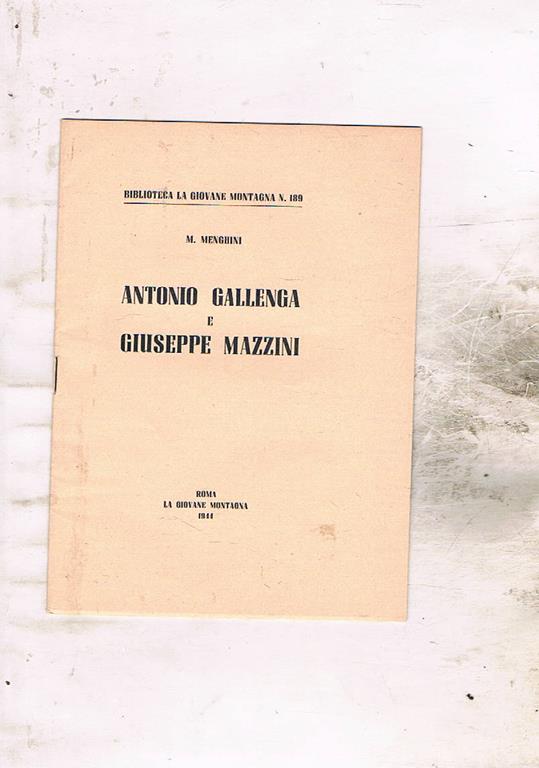 BIBLIOTECA LA GIOVANE MONTAGNA N. 189
M. MENGHINI
ANTONIO GALLENGA
E
GIUSEPPE MAZZINI
ROMA
LA GIOVANE MONTAGNA
1944